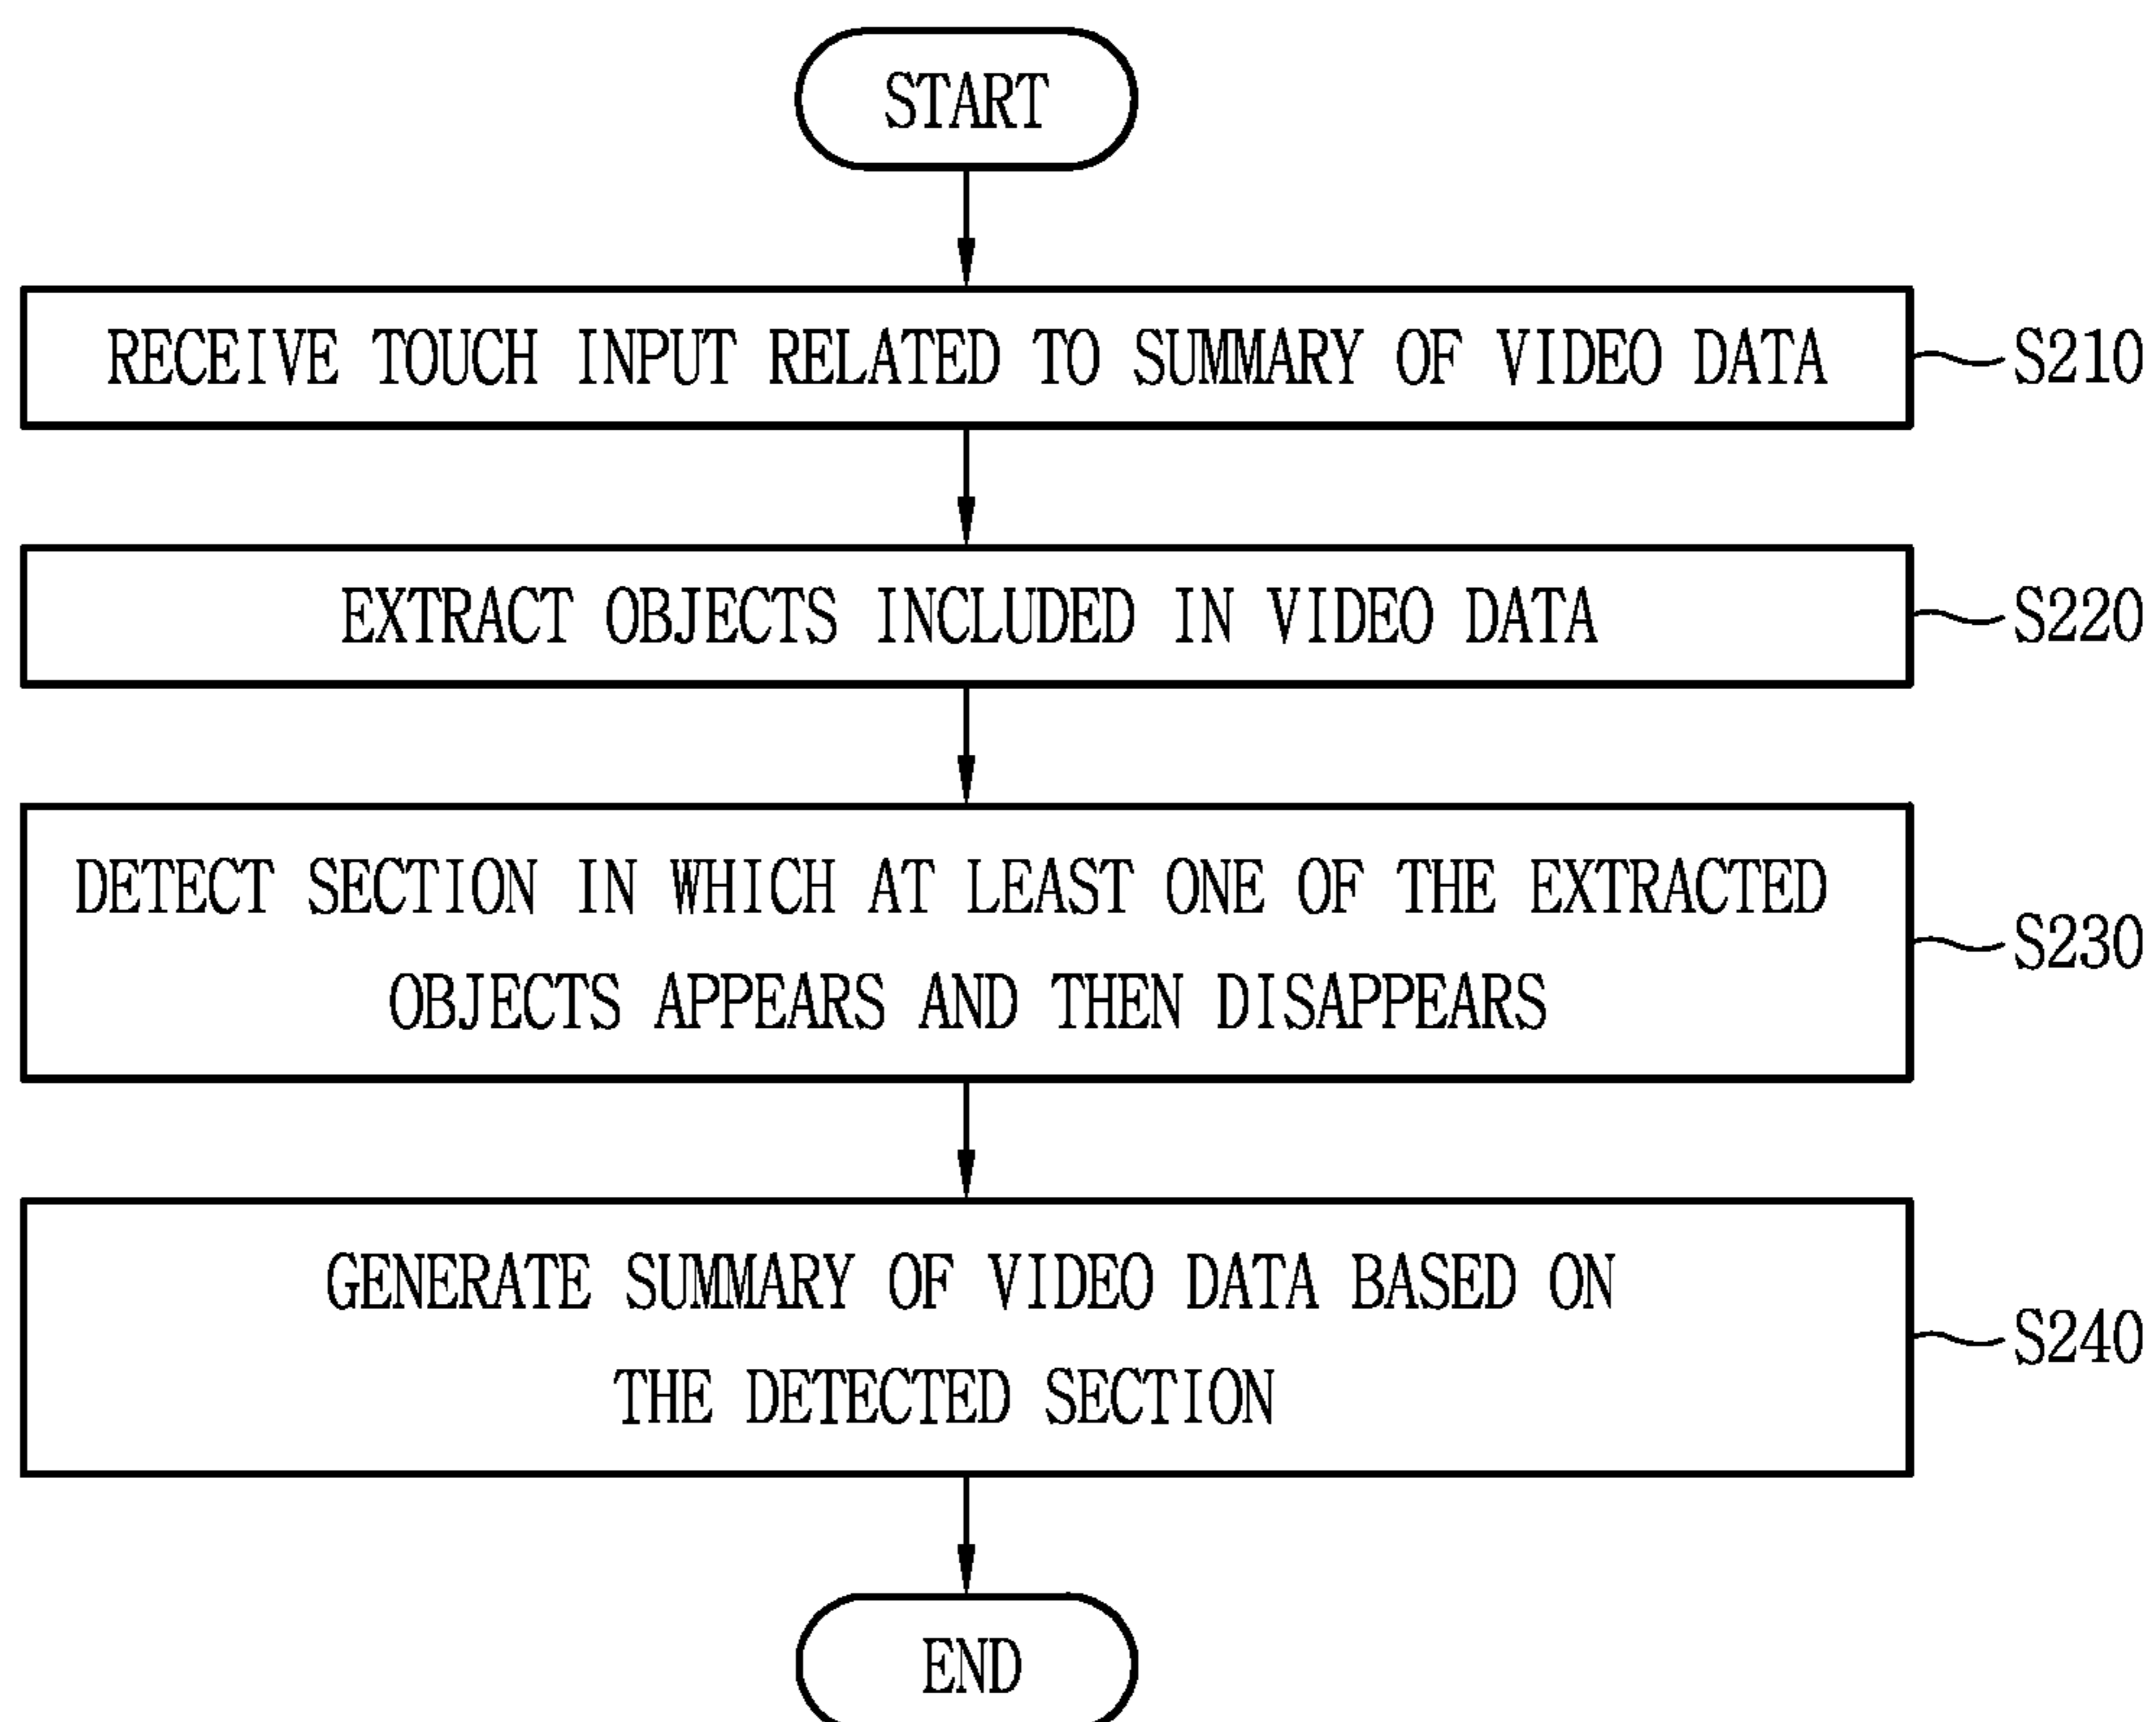 START
RECEIVE TOUCH INPUT RELATED TO SUMMARY OF VIDEO DATA
S210
EXTRACT OBJECTS INCLUDED IN VIDEO DATA
S220
DETECT SECTION IN WHICH AT LEAST ONE OF THE EXTRACTED
OBJECTS APPEARS AND THEN DISAPPEARS
S230
GENERATE SUMMARY OF VIDEO DATA BASED ON
THE DETECTED SECTION
S240
END